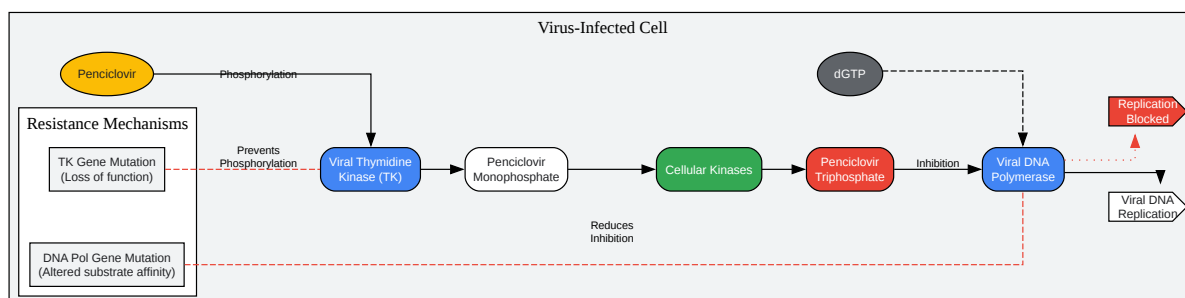 Virus-Infected Cell
Penciclovir
Phosphorylation
dGTP
Replication
Blocked
Resistance Mechanisms
TK Gene Mutation
(Loss of function)
Prevents
Phosphorylation
Viral Thymidine
Kinase (TK)
Penciclovir
Monophosphate
Cellular Kinases
Penciclovir
Triphosphate
Inhibition
Viral DNA
Polymerase
Viral DNA
Replication
Reduces
Inhibition
DNA Pol Gene Mutation
(Altered substrate affinity)